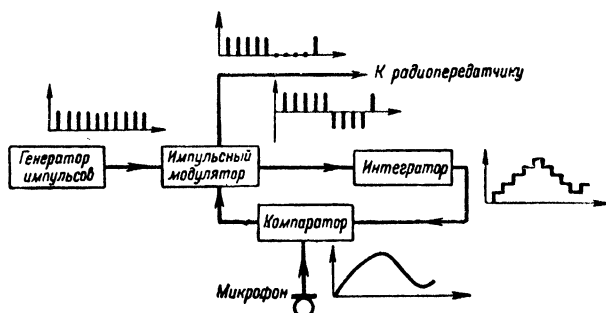 К радиопередатчику
Генератор
импульсов
Импульсный
модулятор
Интегратор
Компаратор
Микрофон